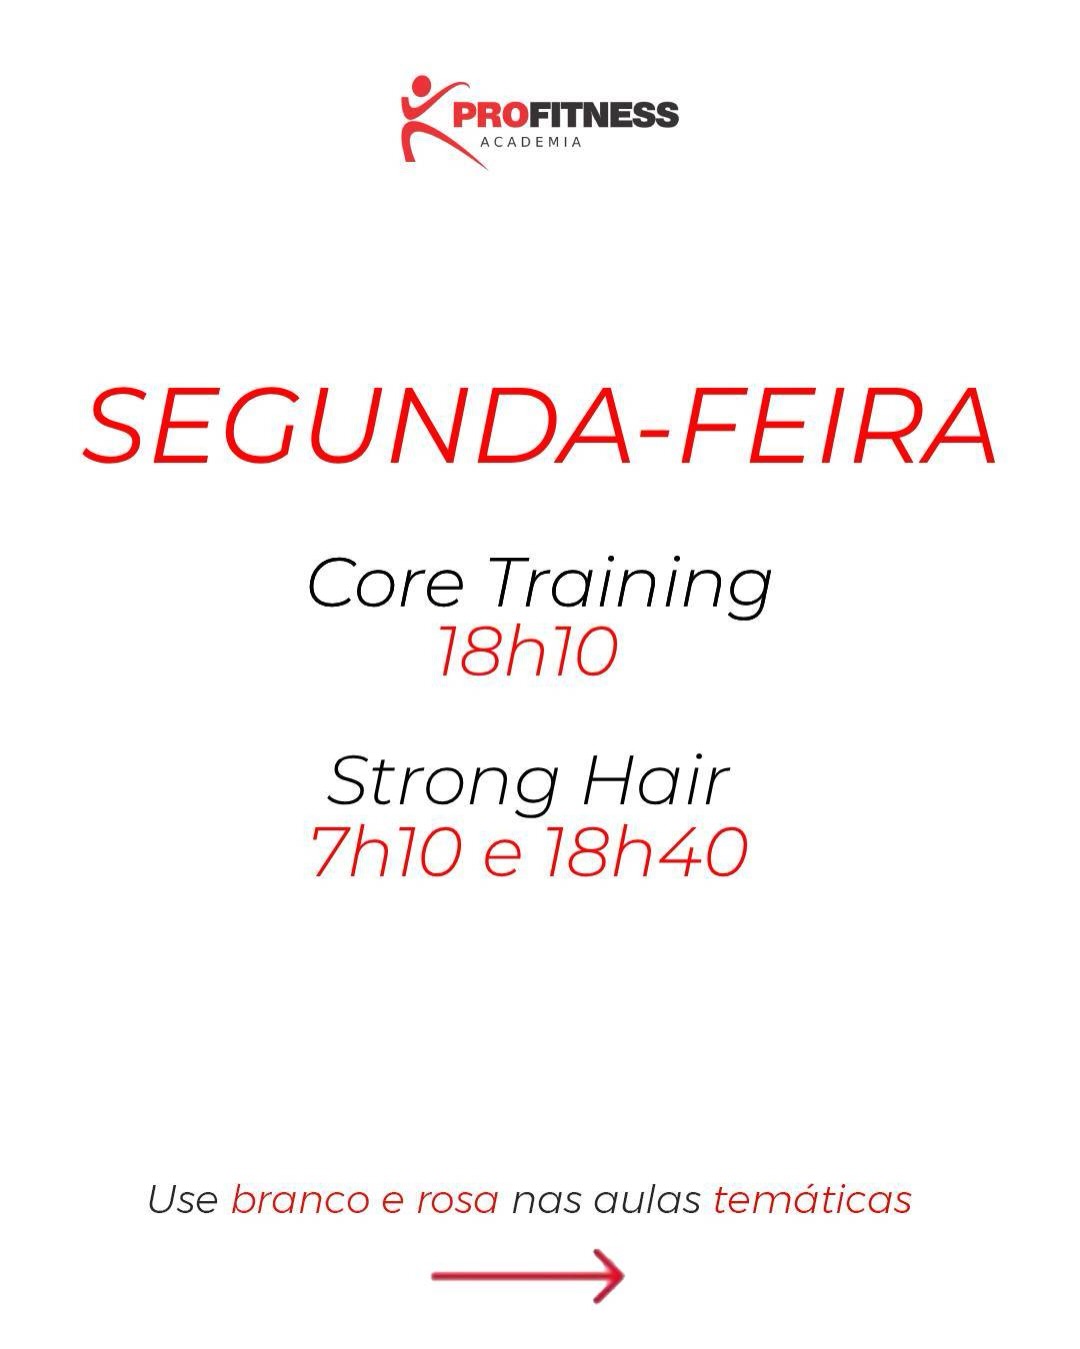 PROFITNESS
ACADEMIA
SEGUNDA-FEIRA
Core Training
18h10
Strong Hair
7h10 e 18h40
Use branco e rosa nas aulas temáticas